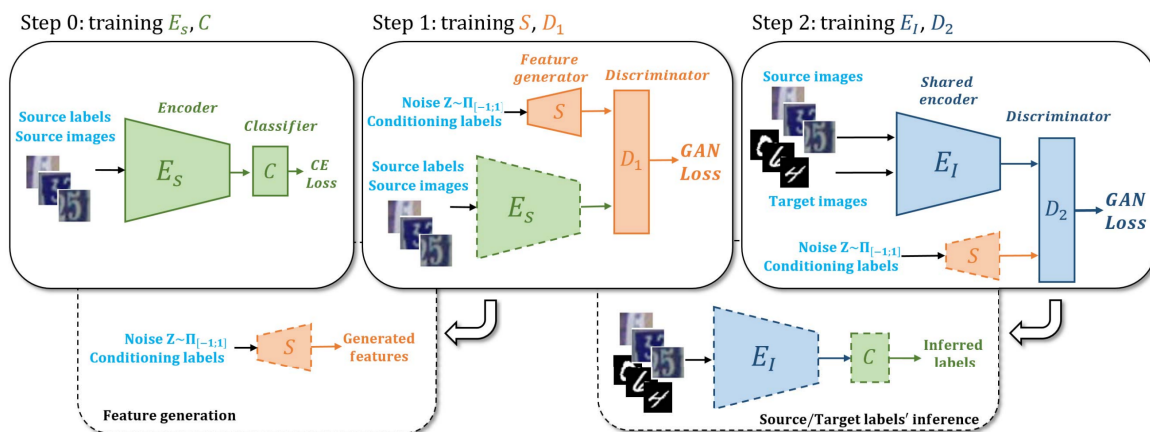 Step 0: training E_S, C
Source labels
Source images
Encoder
E_S
Classifier
C
CE
Loss
Step 1: training S, D_1
Feature
generator
Discriminator
Noise Z~Π_[-1;1]
Conditioning labels
S
Source labels
Source images
E_S
D_1
GAN
Loss
Step 2: training E_I, D_2
Source images
Shared
encoder
Discriminator
E_I
Target images
D_2
GAN
Loss
Noise Z~Π_[-1;1]
Conditioning labels
S
Noise Z~Π_[-1;1]
Conditioning labels
S
Generated
features
Feature generation
E_I
C
Inferred
labels
Source/Target labels' inference